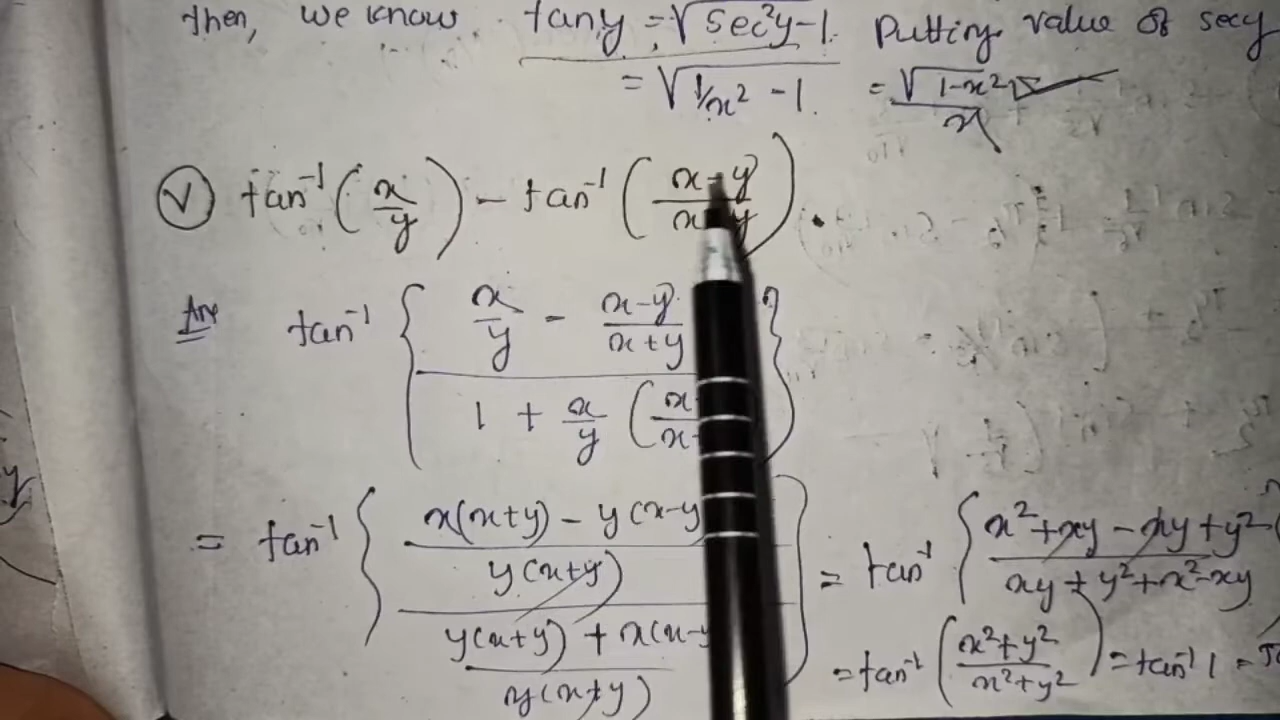 then, we know tany = √sec²y-1 Putting value of secy
= √1/x² - 1. = √1-x² / x
(V) tan⁻¹(x/y) - tan⁻¹(x-y / x y).
Ans tan⁻¹{ x/y - x-y/x+y / 1 + x/y (x / x }
= tan⁻¹{ x(x+y) - y(x-y / y(x+y) / y(x+y) + x(x-y / y(x+y) } = tan⁻¹{ x²+xy-xy+y² / xy+y²+x²-xy
= tan⁻¹(x²+y² / x²+y²) = tan⁻¹ 1 =